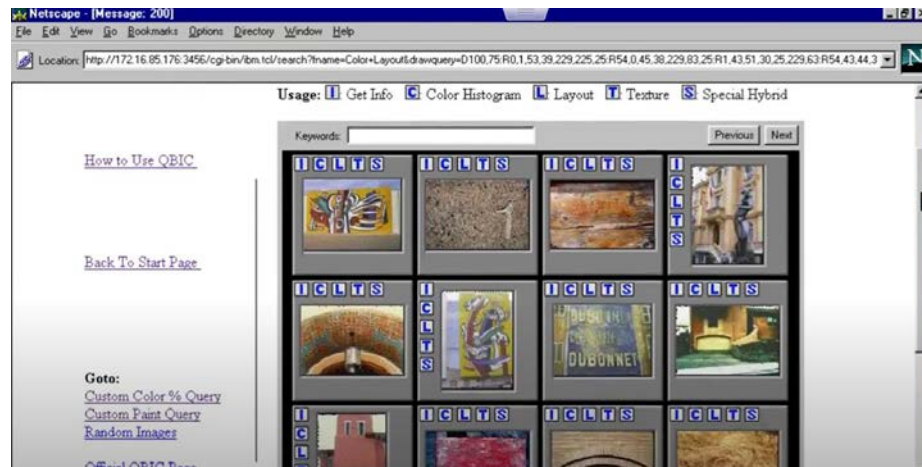 Netscape - [Message: 200]
File Edit View Go Bookmarks Options Directory Window Help
Location: http://172.16.85.176:3456/cgi-bin/ibm.tcl/search?fname=Color+Layout&drawquery=D100,75:R0,1,53,39,229,225,25:R54,0,45,38,229,83,25:R1,43,51,30,25,229,63:R54,43,44,3
N
Usage: I: Get Info C: Color Histogram L: Layout T: Texture S: Special Hybrid
Keywords: Previous Next
How to Use QBIC
I C L T S I C L T S I C L T S I C L T S
Back To Start Page
I C L T S I C L T S I C L T S I C L T S
DUBONNET
DUBONNET
Goto:
Custom Color % Query
Custom Paint Query
Random Images
I C L I C L T S I C L T S I C L T S
Official QBIC Page